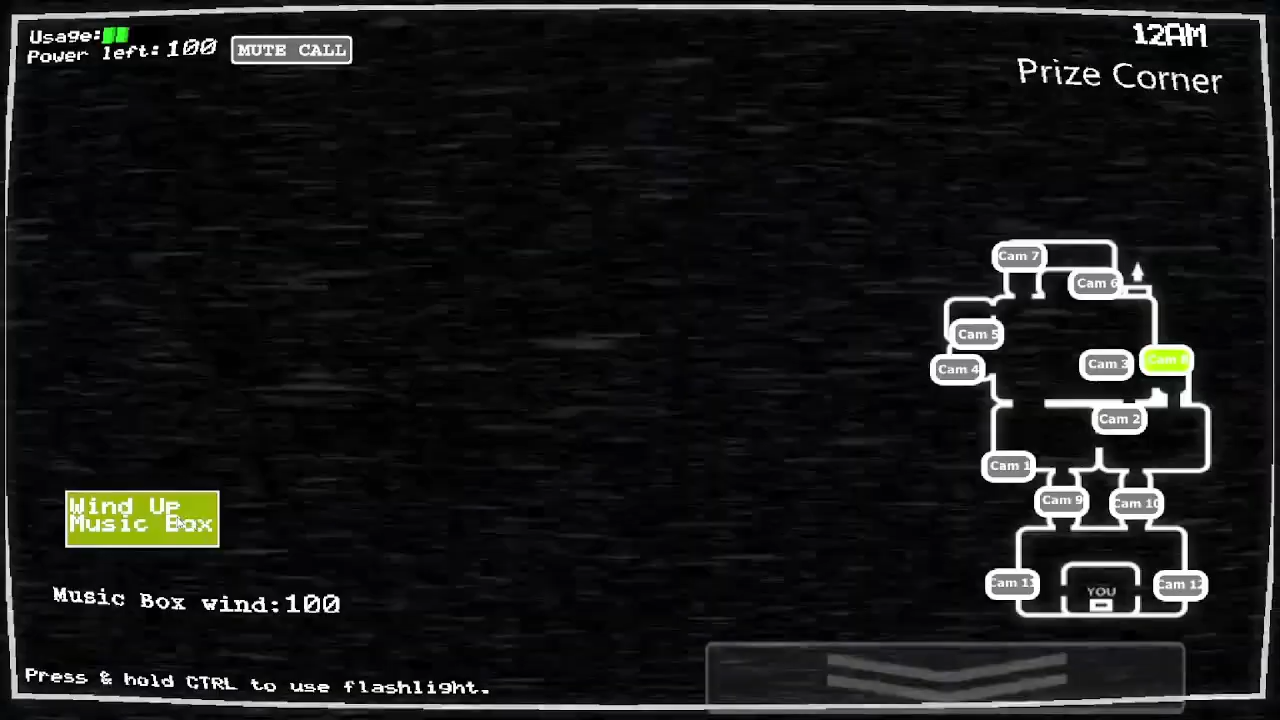 Usage:
Power left: 100
MUTE CALL
12AM
Prize Corner
Cam 7
Cam 6
Cam 5
Cam 4
Cam 3
Cam 8
Cam 2
Cam 1
Cam 9
Cam 10
Cam 11
Cam 12
YOU
Wind Up
Music Box
Music Box wind:100
Press & hold CTRL to use flashlight.